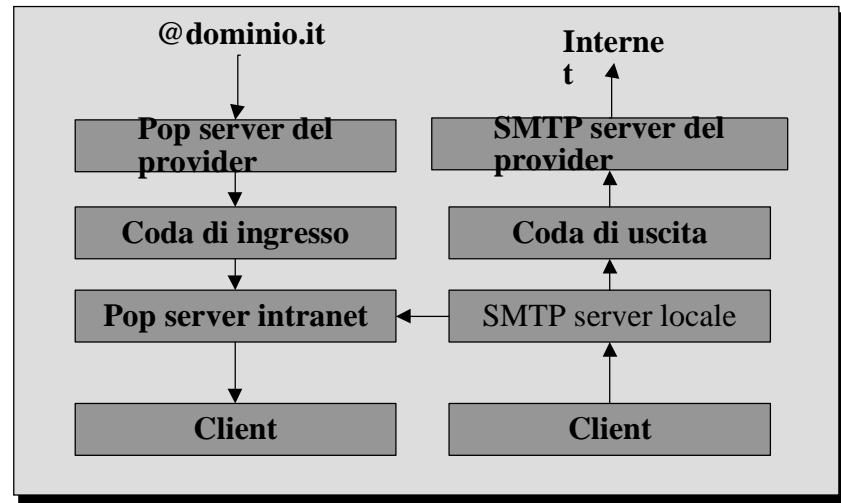 @dominio.it
Interne
t
Pop server del
provider
SMTP server del
provider
Coda di ingresso
Coda di uscita
Pop server intranet
SMTP server locale
Client
Client